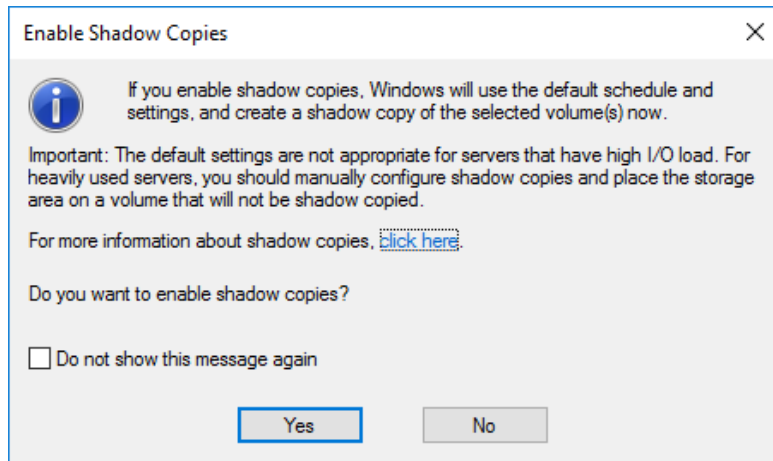 Enable Shadow Copies
If you enable shadow copies, Windows will use the default schedule and
settings, and create a shadow copy of the selected volume(s) now.
Important: The default settings are not appropriate for servers that have high I/O load. For
heavily used servers, you should manually configure shadow copies and place the storage
area on a volume that will not be shadow copied.
For more information about shadow copies, click here.
Do you want to enable shadow copies?
Do not show this message again
Yes No